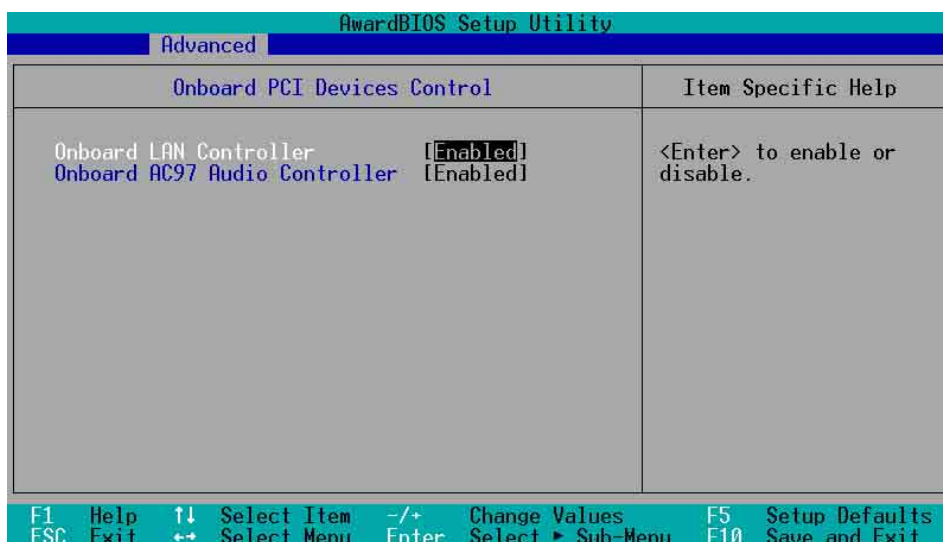 AwardBIOS Setup Utility
Advanced
Onboard PCI Devices Control
Item Specific Help
Onboard LAN Controller [Enabled]
Onboard AC97 Audio Controller [Enabled]
<Enter> to enable or
disable.
F1 Help ↑↓ Select Item -/+ Change Values F5 Setup Defaults
ESC Exit ←→ Select Menu Enter Select ► Sub-Menu F10 Save and Exit